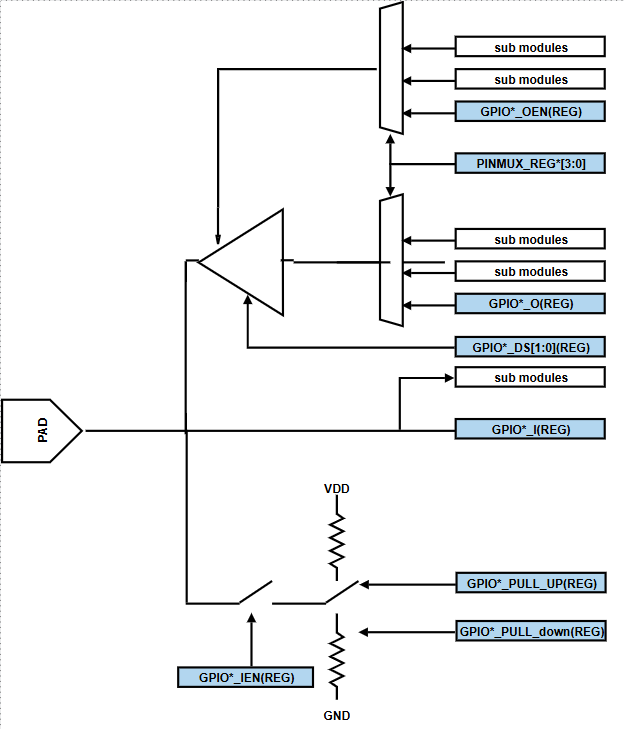 sub modules
sub modules
GPIO*_OEN(REG)
PINMUX_REG*[3:0]
sub modules
sub modules
GPIO*_O(REG)
GPIO*_DS[1:0](REG)
sub modules
PAD
GPIO*_I(REG)
VDD
GPIO*_PULL_UP(REG)
GPIO*_PULL_down(REG)
GPIO*_IEN(REG)
GND